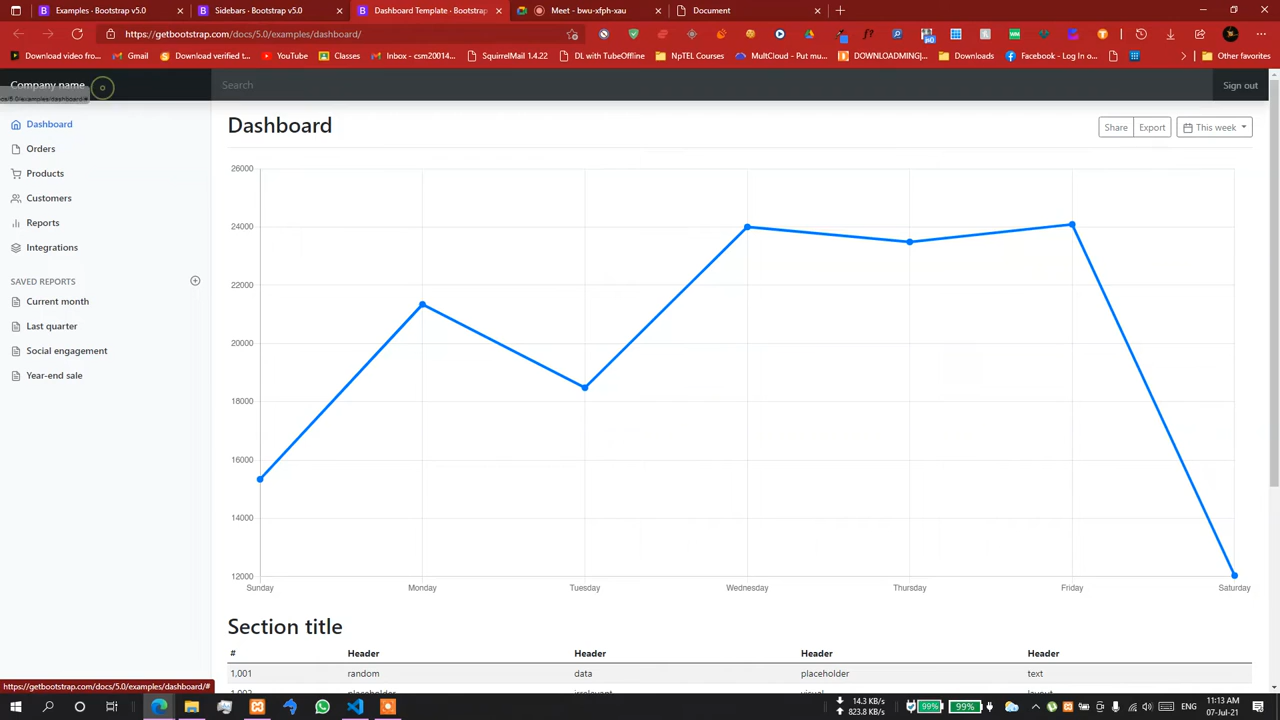 Examples · Bootstrap v5.0
Sidebars · Bootstrap v5.0
Dashboard Template · Bootstrap
Meet – bwu-xfph-xau
Document
https://getbootstrap.com/docs/5.0/examples/dashboard/
Download video fro...
Gmail
Download verified t...
YouTube
Classes
Inbox - csm20014...
SquirrelMail 1.4.22
DL with TuteOffline
NpTEL Courses
MultCloud - Put mu...
DOWNLOADMING|...
Downloads
Facebook - Log In o...
Other favorites
Company name
Search
Sign out
Dashboard
Orders
Products
Customers
Reports
Integrations
SAVED REPORTS
Current month
Last quarter
Social engagement
Year-end sale
Dashboard
Share
Export
This week
26000
24000
22000
20000
18000
16000
14000
12000
Sunday
Monday
Tuesday
Wednesday
Thursday
Friday
Saturday
Section title
# Header Header Header Header
1,001 random data placeholder text
https://getbootstrap.com/docs/5.0/examples/dashboard/#
14.3 KB/s
823.8 KB/s
99%
99%
ENG
11:13 AM
07-Jul-21